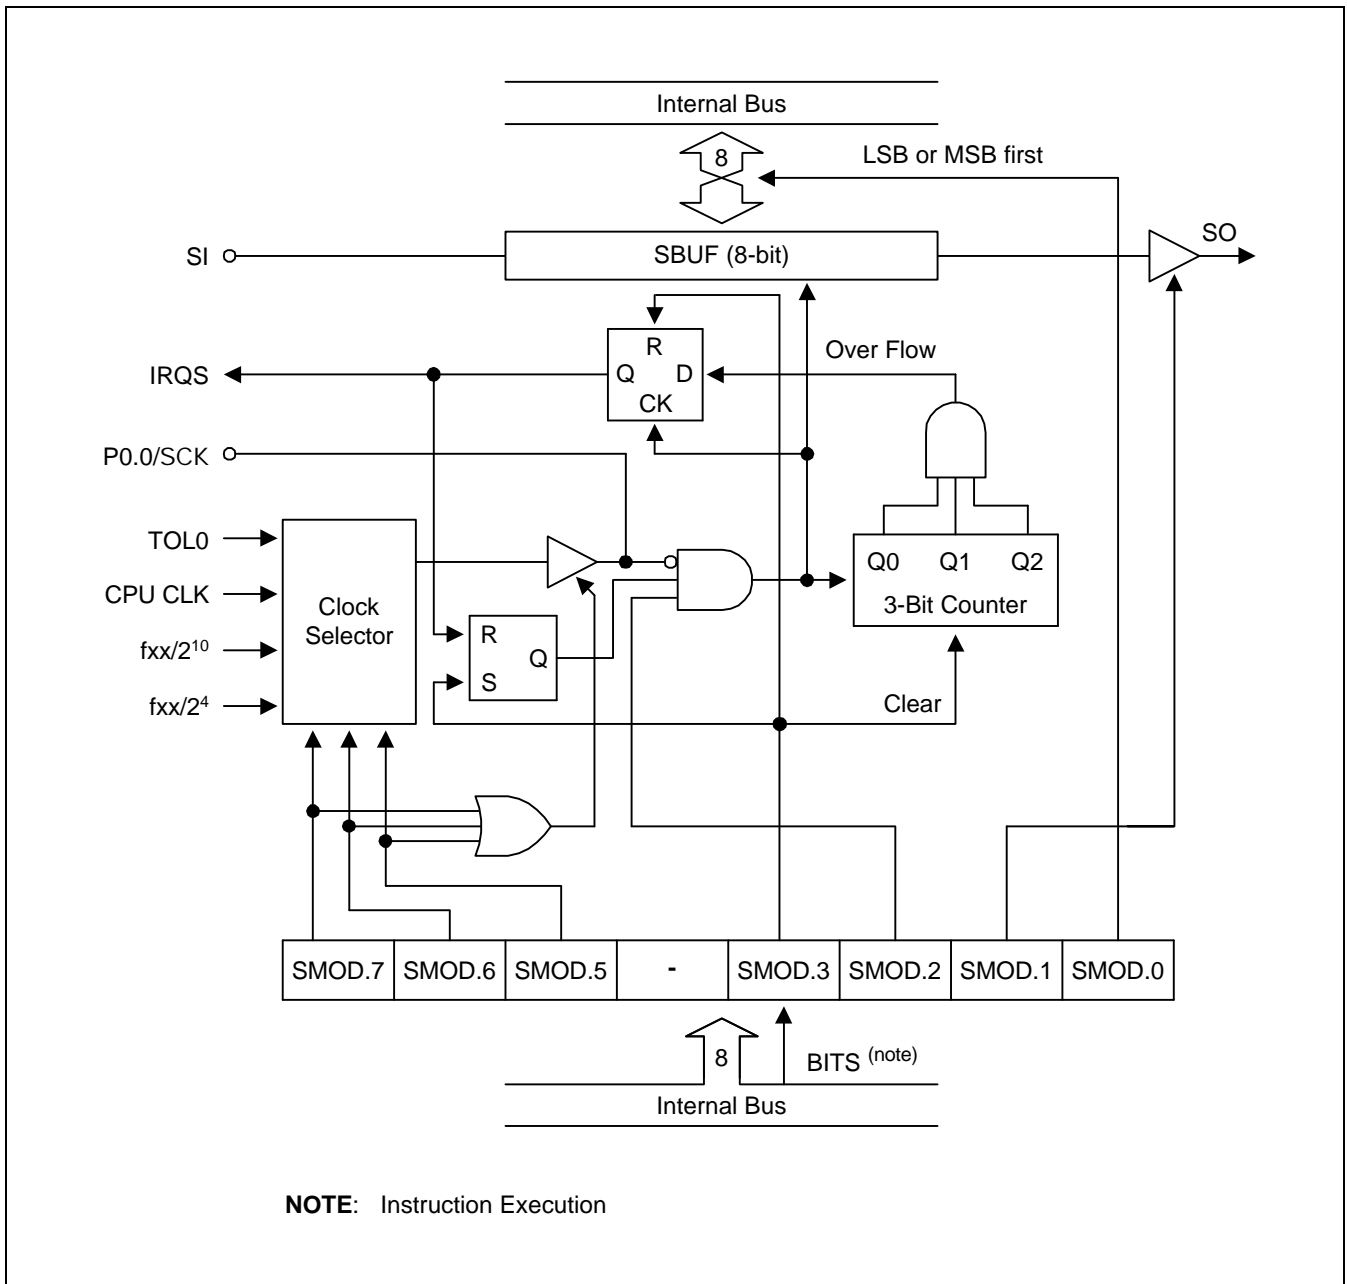 Internal Bus
8
LSB or MSB first
SI
SBUF (8-bit)
SO
R
Over Flow
IRQS
Q D
CK
P0.0/SCK
TOL0
Q0 Q1 Q2
CPU CLK
3-Bit Counter
Clock
Selector
R
fxx/2¹⁰
Q
S
fxx/2⁴
Clear
SMOD.7 SMOD.6 SMOD.5 - SMOD.3 SMOD.2 SMOD.1 SMOD.0
8
BITS (note)
Internal Bus
NOTE: Instruction Execution